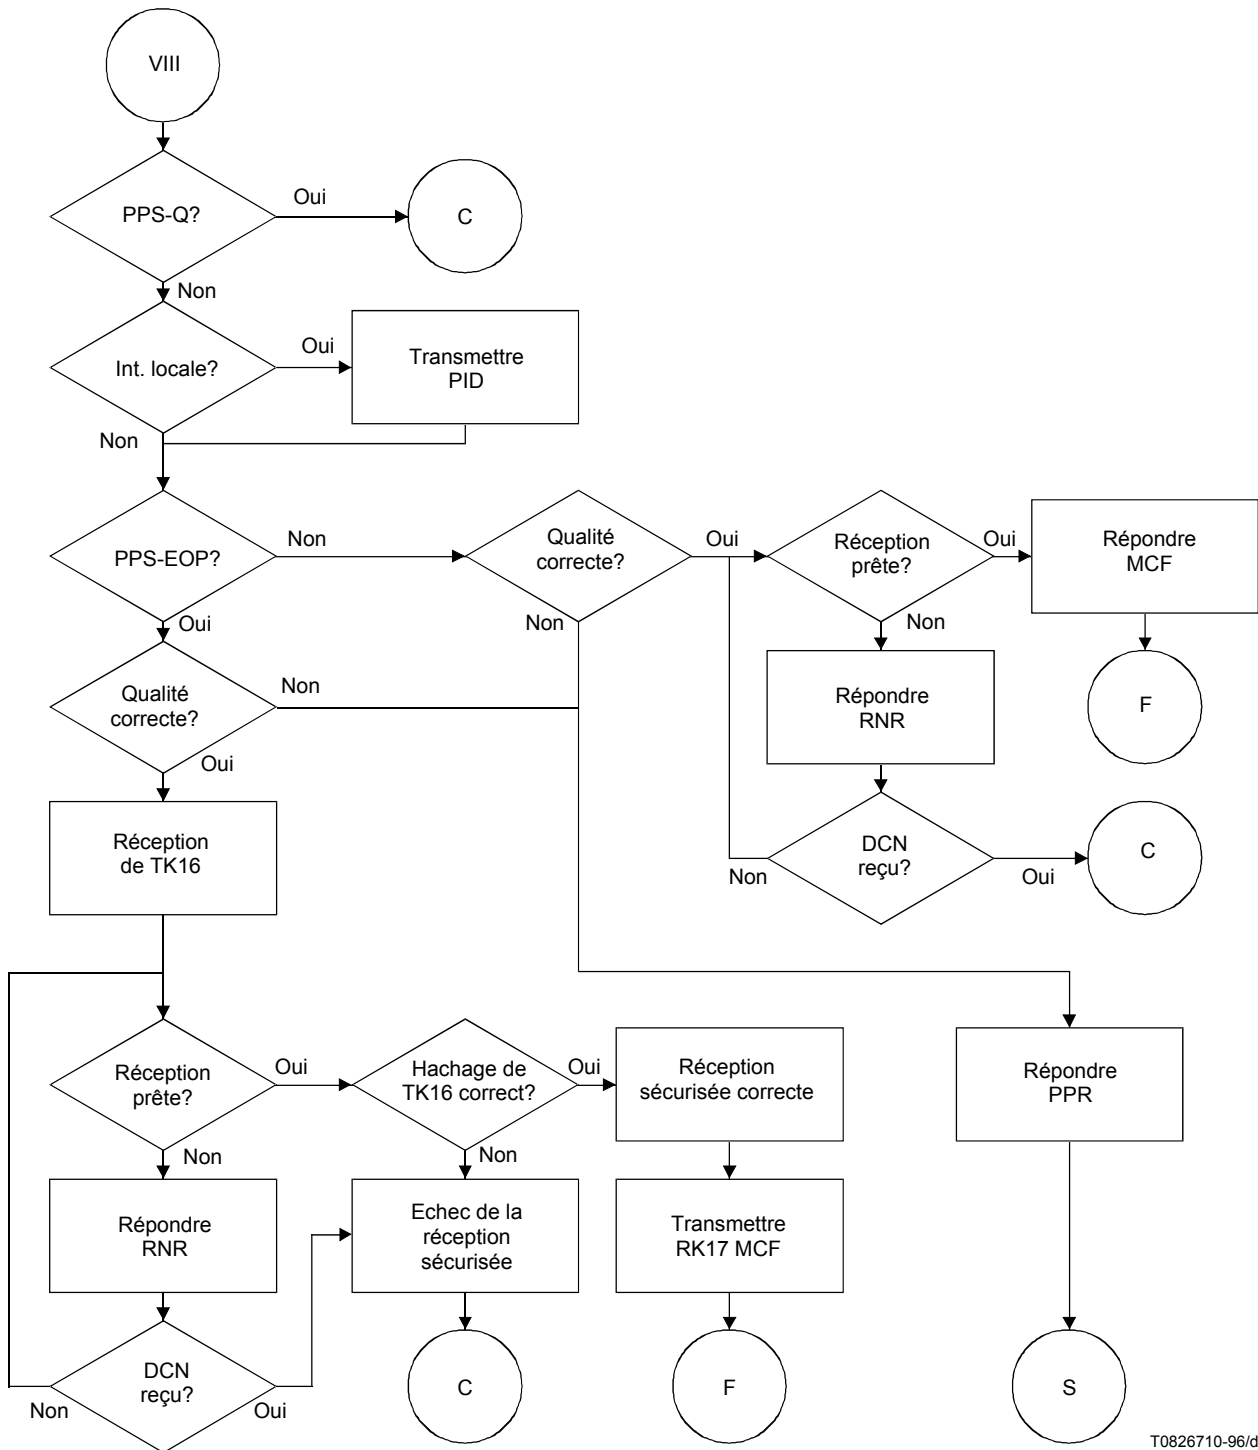 VIII
PPS-Q?
Oui
C
Non
Int. locale?
Oui
Transmettre
PID
Non
PPS-EOP?
Non
Qualité
correcte?
Oui
Réception
prête?
Oui
Répondre
MCF
Oui
Non
Non
Qualité
correcte?
Non
Répondre
RNR
F
Oui
Réception
de TK16
DCN
reçu?
Non
Oui
C
Réception
prête?
Oui
Hachage de
TK16 correct?
Oui
Réception
sécurisée correcte
Répondre
PPR
Non
Non
Répondre
RNR
Echec de la
réception
sécurisée
Transmettre
RK17 MCF
DCN
reçu?
Non
Oui
C
F
S
T0826710-96/d